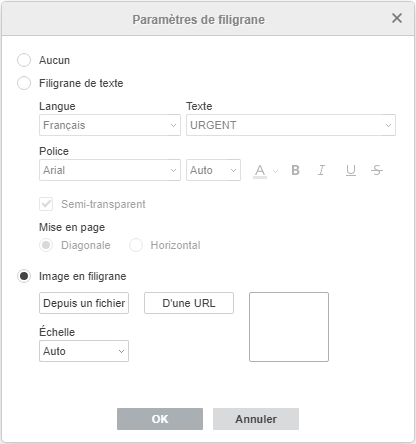 Paramètres de filigrane
Aucun
Filigrane de texte
Langue Texte
Français URGENT
Police
Arial Auto A B I U S
Semi-transparent
Mise en page
Diagonale Horizontal
Image en filigrane
Depuis un fichier D'une URL
Échelle
Auto
OK Annuler